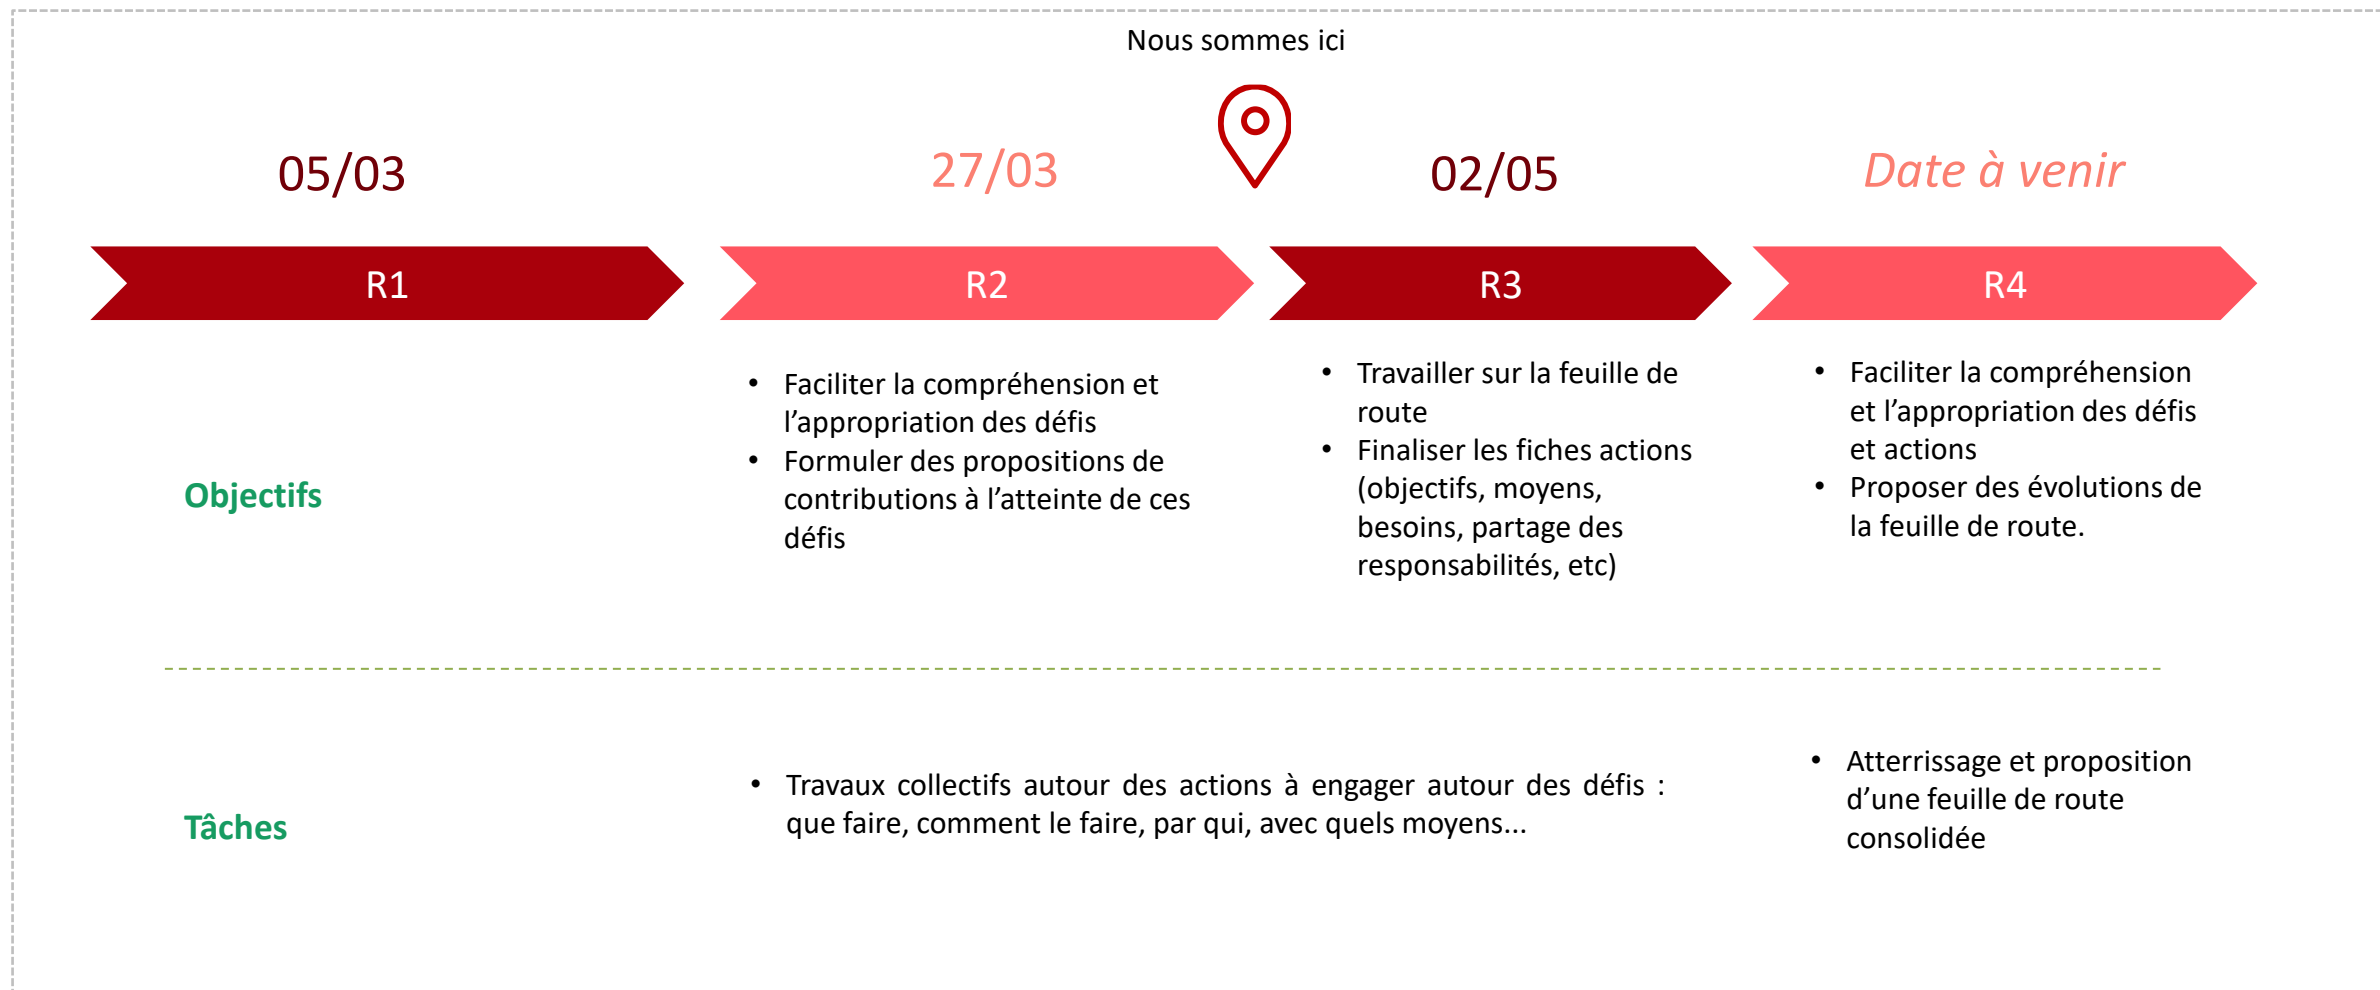 Nous sommes ici
05/03
27/03
02/05
Date à venir
R1
R2
R3
R4
Objectifs
• Faciliter la compréhension et
l’appropriation des défis
• Formuler des propositions de
contributions à l’atteinte de ces
défis
• Travailler sur la feuille de
route
• Finaliser les fiches actions
(objectifs, moyens,
besoins, partage des
responsabilités, etc)
• Faciliter la compréhension
et l’appropriation des défis
et actions
• Proposer des évolutions de
la feuille de route.
Tâches
• Travaux collectifs autour des actions à engager autour des défis :
que faire, comment le faire, par qui, avec quels moyens...
• Atterrissage et proposition
d’une feuille de route
consolidée